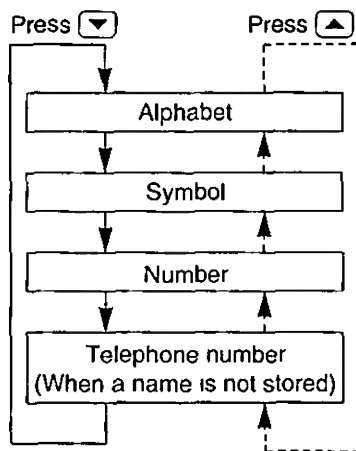 Press ▼ Press ▲
Alphabet
Symbol
Number
Telephone number
(When a name is not stored)